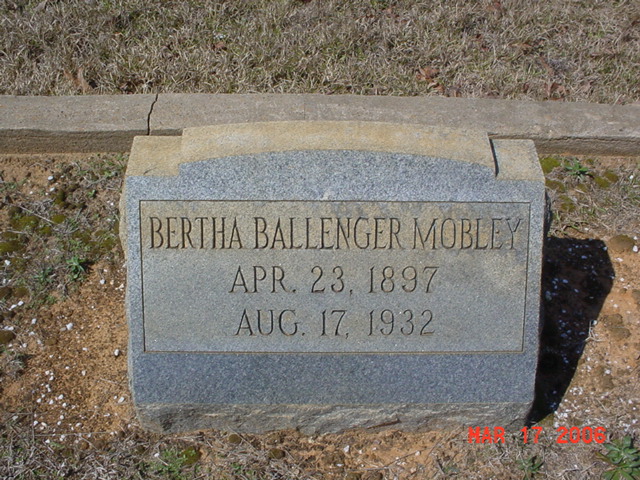 BERTHA BALLENGER MOBLEY
APR. 23, 1897
AUG. 17, 1932
MAR 17 2006